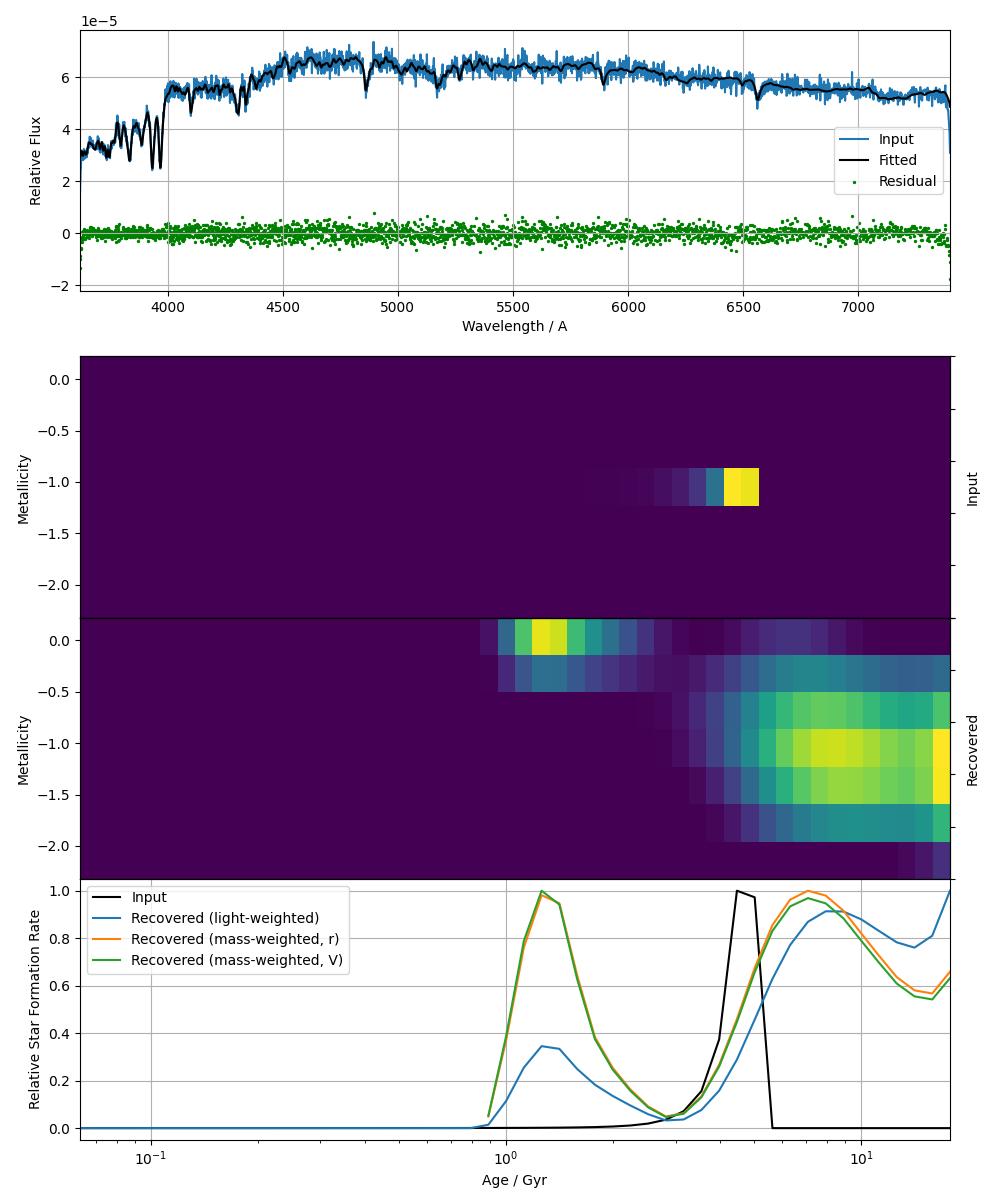 1e−5
6
4
2
0
−2
Relative Flux
Input
Fitted
Residual
4000 4500 5000 5500 6000 6500 7000
Wavelength / A
0.0
−0.5
−1.0
−1.5
−2.0
Metallicity
Input
0.0
−0.5
−1.0
−1.5
−2.0
Metallicity
Recovered
1.0
0.8
0.6
0.4
0.2
0.0
Relative Star Formation Rate
Input
Recovered (light-weighted)
Recovered (mass-weighted, r)
Recovered (mass-weighted, V)
10⁻¹ 10⁰ 10¹
Age / Gyr